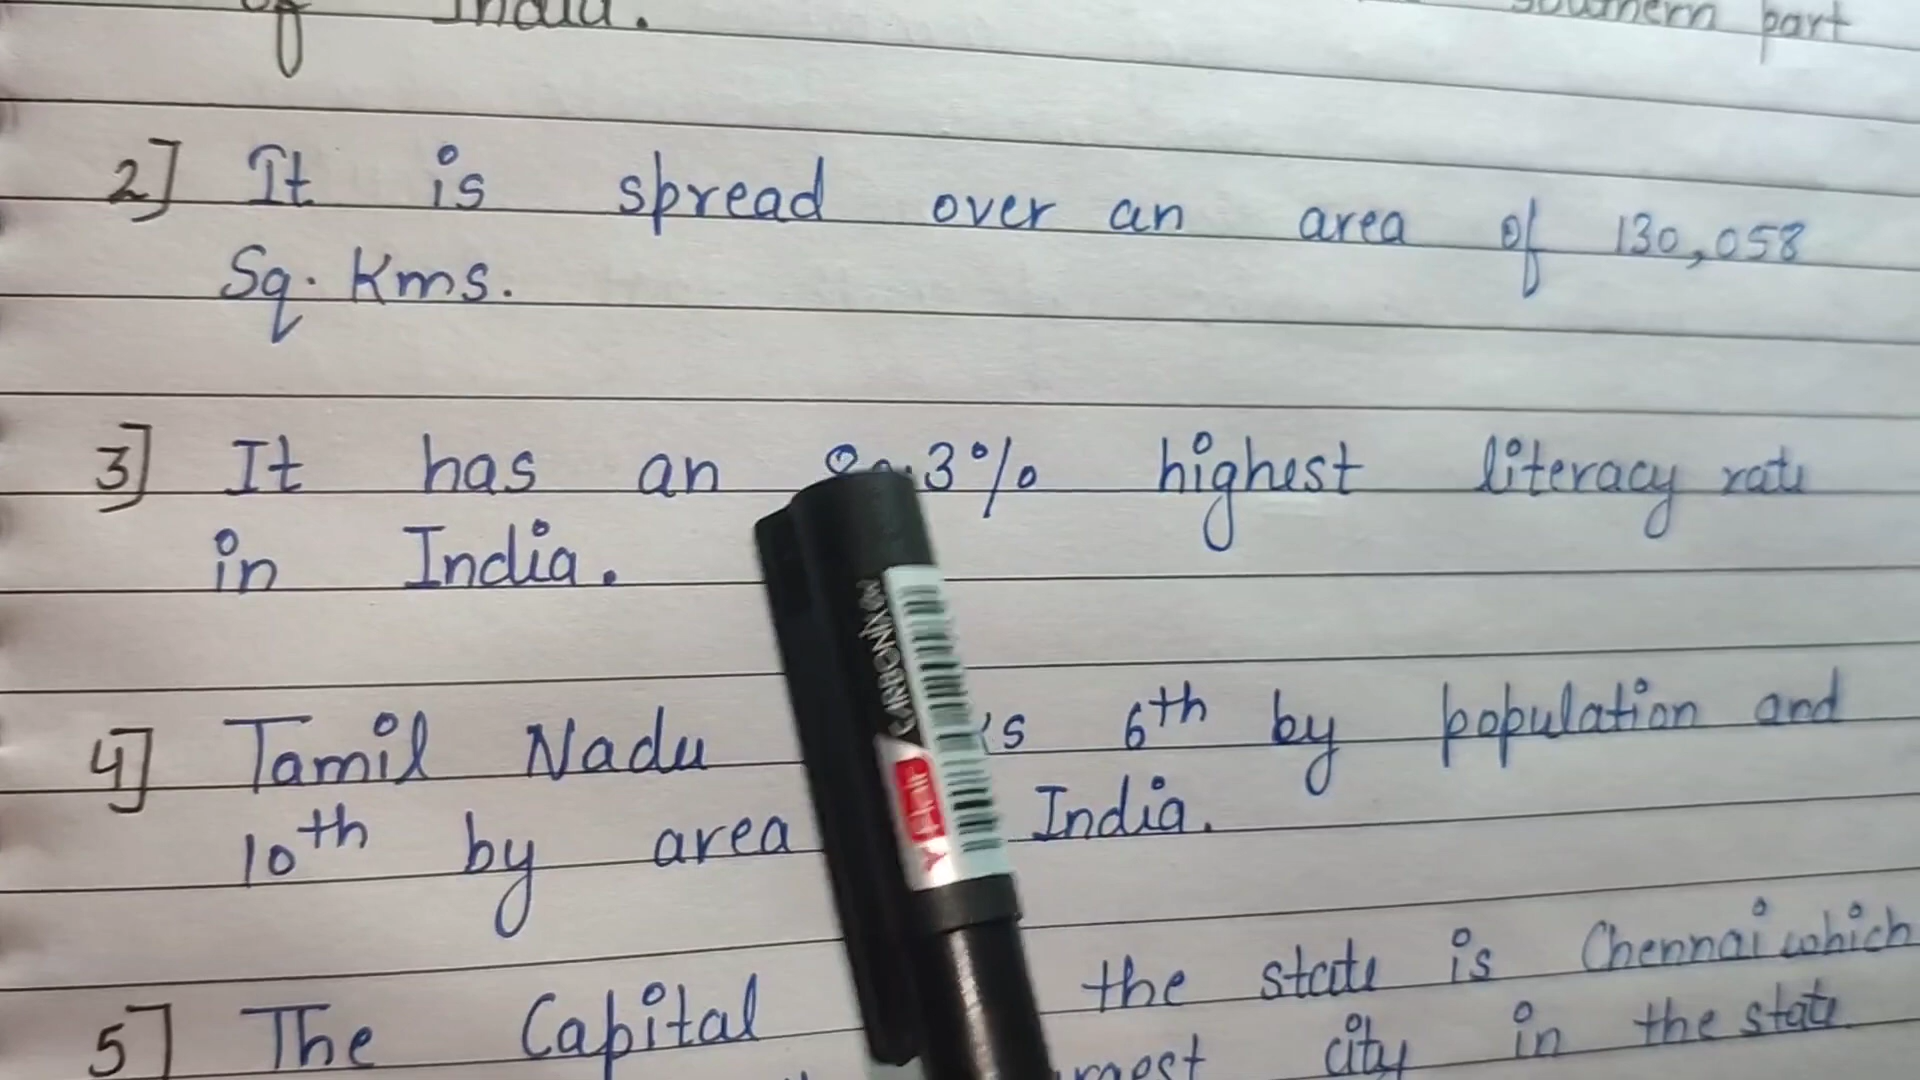 of India. southern part
2] It is spread over an area of 130,058
Sq. Kms.
3] It has an .3% highest literacy rate
in India.
4] Tamil Nadu is 6th by population and
10th by area India.
5] The Capital the state is Chennai which
city in the state
CARBONIX